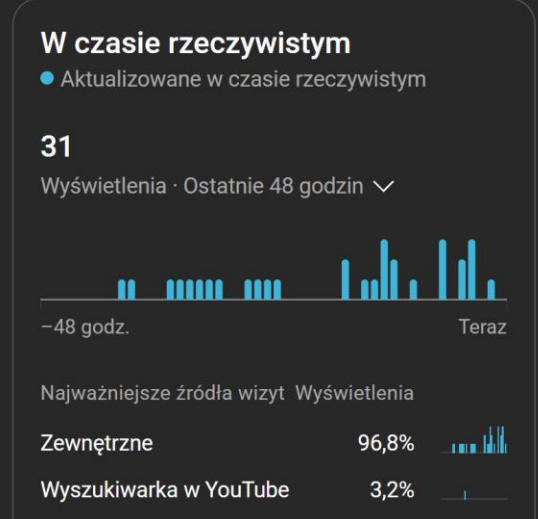 W czasie rzeczywistym
Aktualizowane w czasie rzeczywistym
31
Wyświetlenia · Ostatnie 48 godzin
−48 godz. Teraz
Najważniejsze źródła wizyt Wyświetlenia
Zewnętrzne 96,8%
Wyszukiwarka w YouTube 3,2%